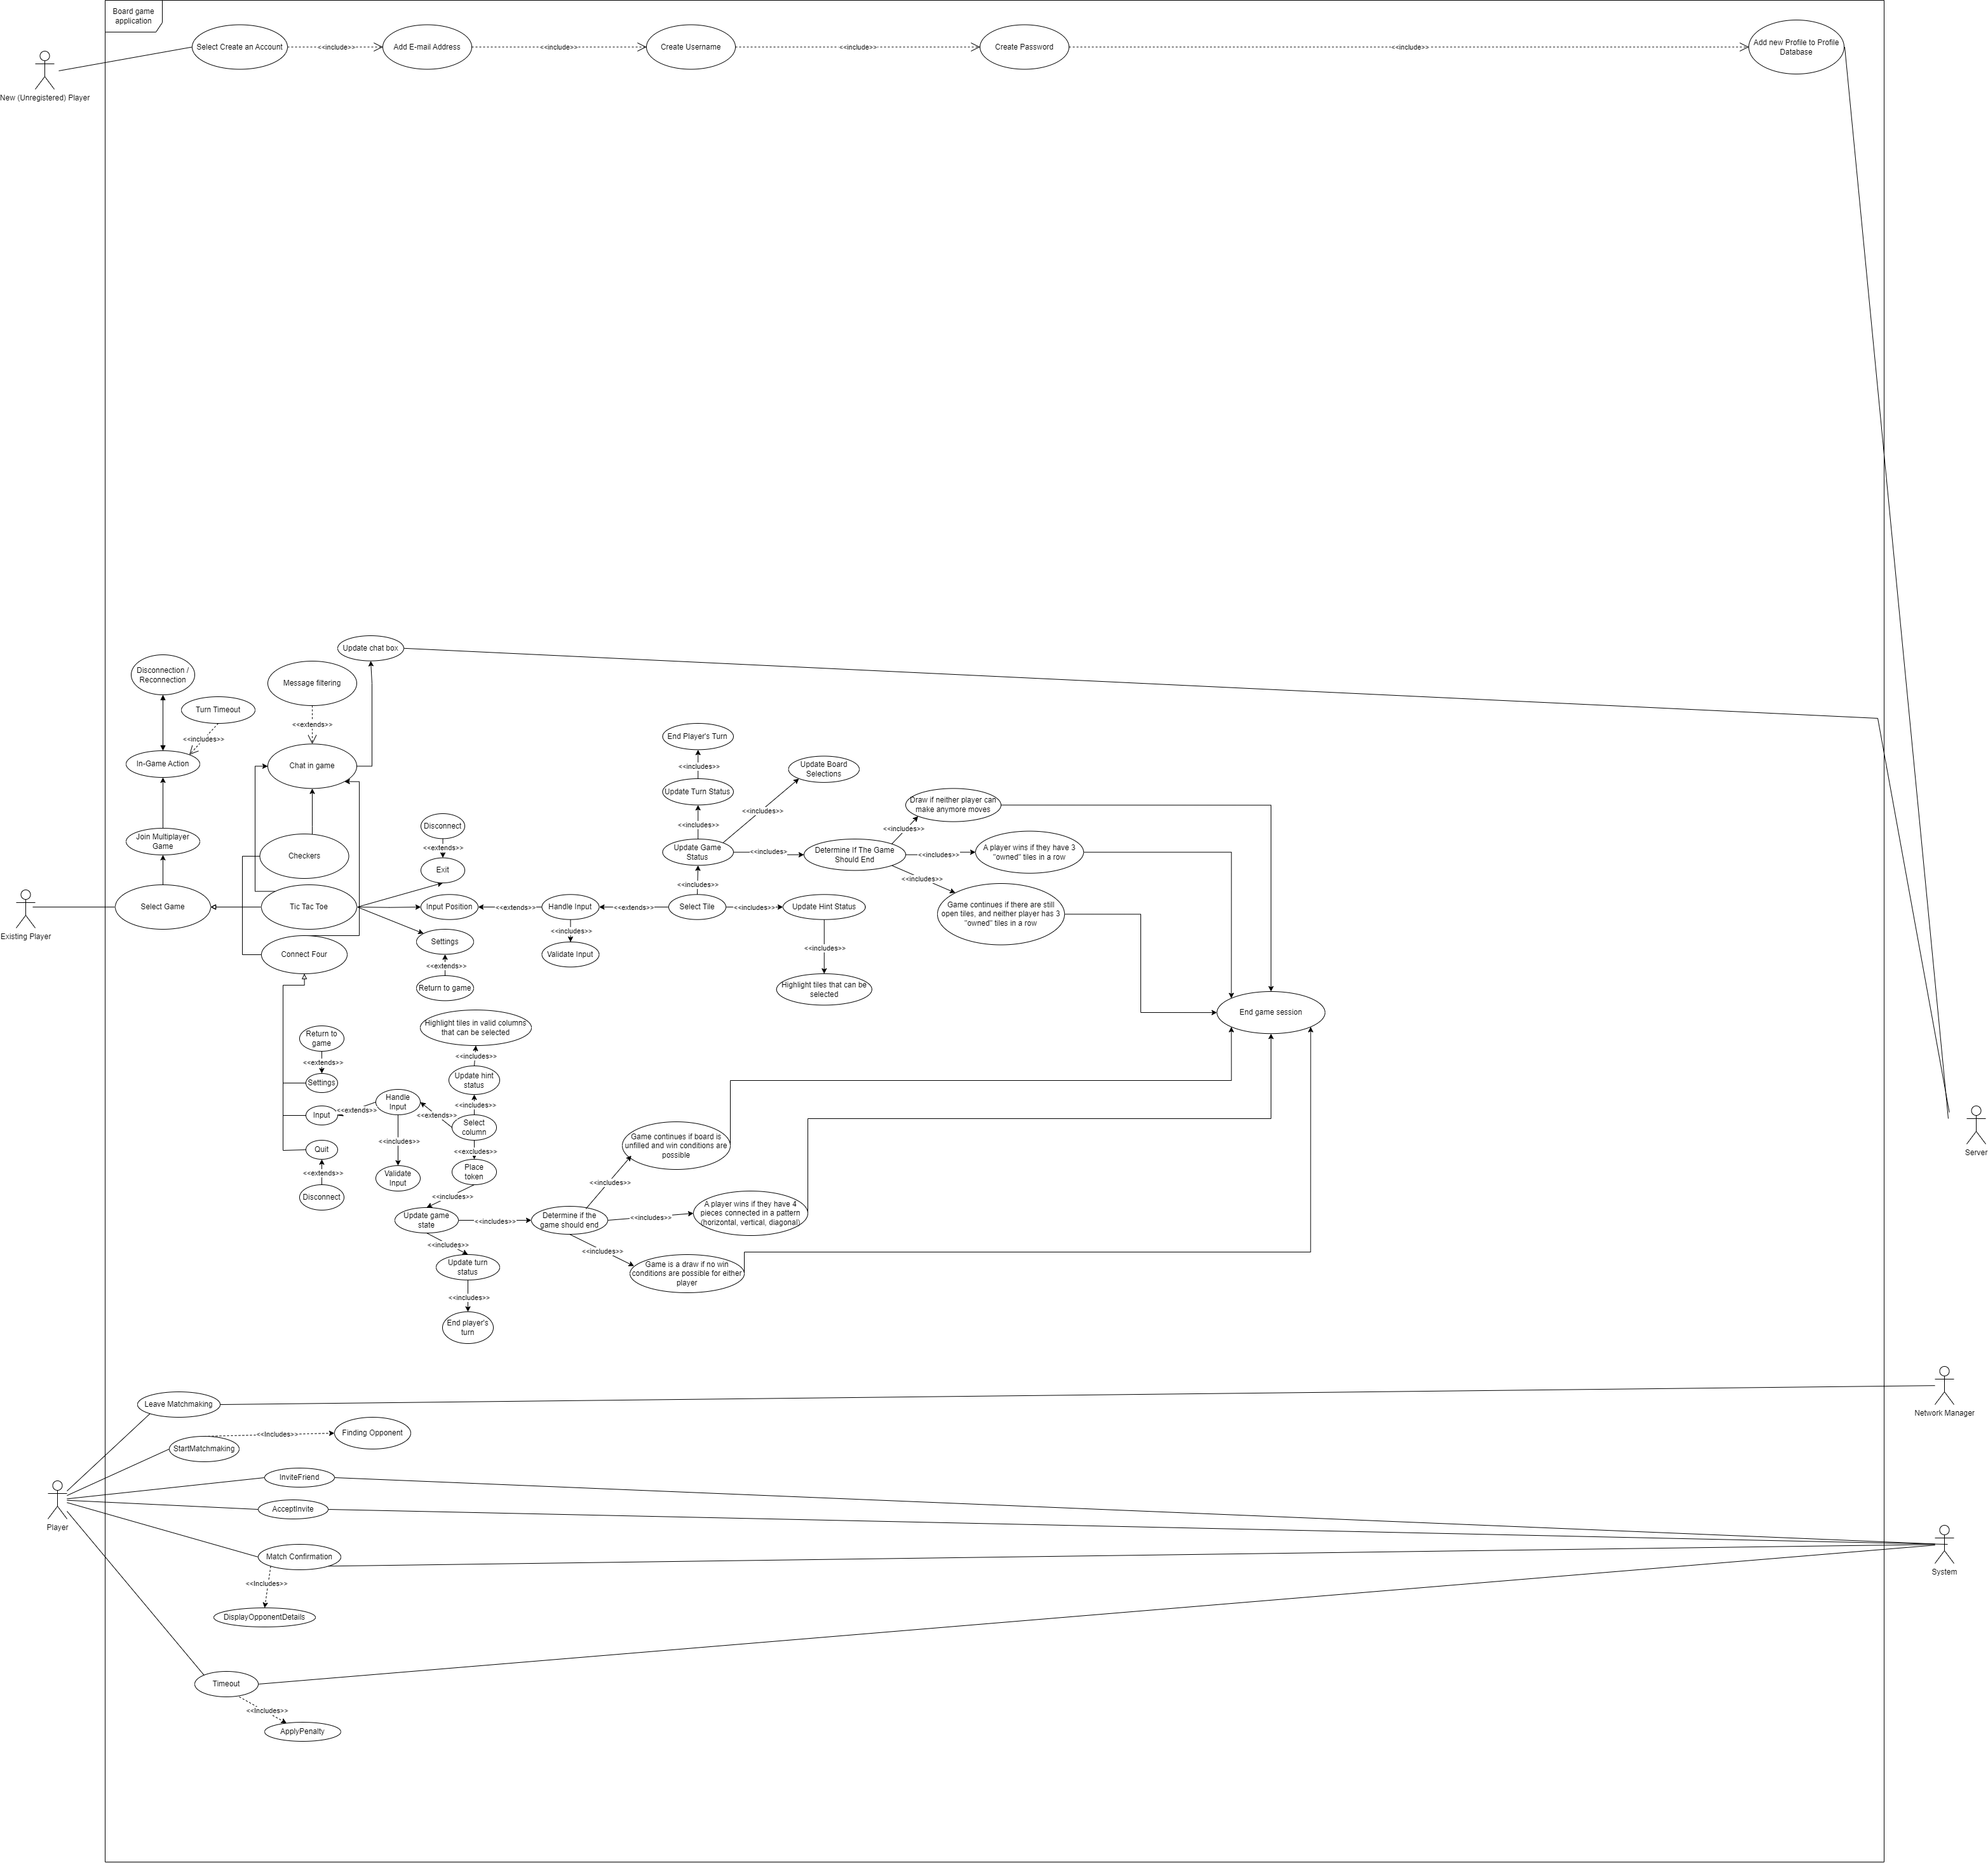 Board game
application
Select Create an Account
<<include>>
Add E-mail Address
<<include>>
Create Username
<<include>>
Create Password
<<include>>
Add new Profile to Profile
Database
New (Unregistered) Player
Update chat box
Disconnection /
Reconnection
Message filtering
Turn Timeout
<<extends>>
<<includes>>
In-Game Action
Chat in game
End Player's Turn
<<includes>>
Update Turn Status
Update Board
Selections
<<includes>>
<<includes>>
Draw if neither player can
make anymore moves
<<includes>>
Join Multiplayer
Game
Checkers
Disconnect
<<extends>>
Exit
Update Game
Status
<<includes>>
Determine If The Game
Should End
<<includes>>
A player wins if they have 3
"owned" tiles in a row
<<includes>>
<<includes>>
Existing Player
Select Game
Tic Tac Toe
Input Position
<<extends>>
Handle Input
<<extends>>
Select Tile
<<includes>>
Update Hint Status
Game continues if there are still
open tiles, and neither player has 3
"owned" tiles in a row
<<includes>>
Settings
<<extends>>
Return to game
Validate Input
<<includes>>
Highlight tiles that can be
selected
Connect Four
End game session
Highlight tiles in valid columns
that can be selected
<<includes>>
Return to
game
<<extends>>
Settings
Update hint
status
<<includes>>
Handle
Input
Input
<<extends>>
<<extends>>
Select
column
<<includes>>
<<excludes>>
Quit
<<extends>>
Disconnect
Validate
Input
Place
token
<<includes>>
Game continues if board is
unfilled and win conditions are
possible
<<includes>>
Update game
state
<<includes>>
Determine if the
game should end
<<includes>>
A player wins if they have 4
pieces connected in a pattern
(horizontal, vertical, diagonal)
<<includes>>
<<includes>>
Update turn
status
Game is a draw if no win
conditions are possible for either
player
<<includes>>
End player's
turn
Server
Leave Matchmaking
Network Manager
StartMatchmaking
<<Includes>>
Finding Opponent
InviteFriend
AcceptInvite
Player
Match Confirmation
<<Includes>>
DisplayOpponentDetails
System
Timeout
<<Includes>>
ApplyPenalty